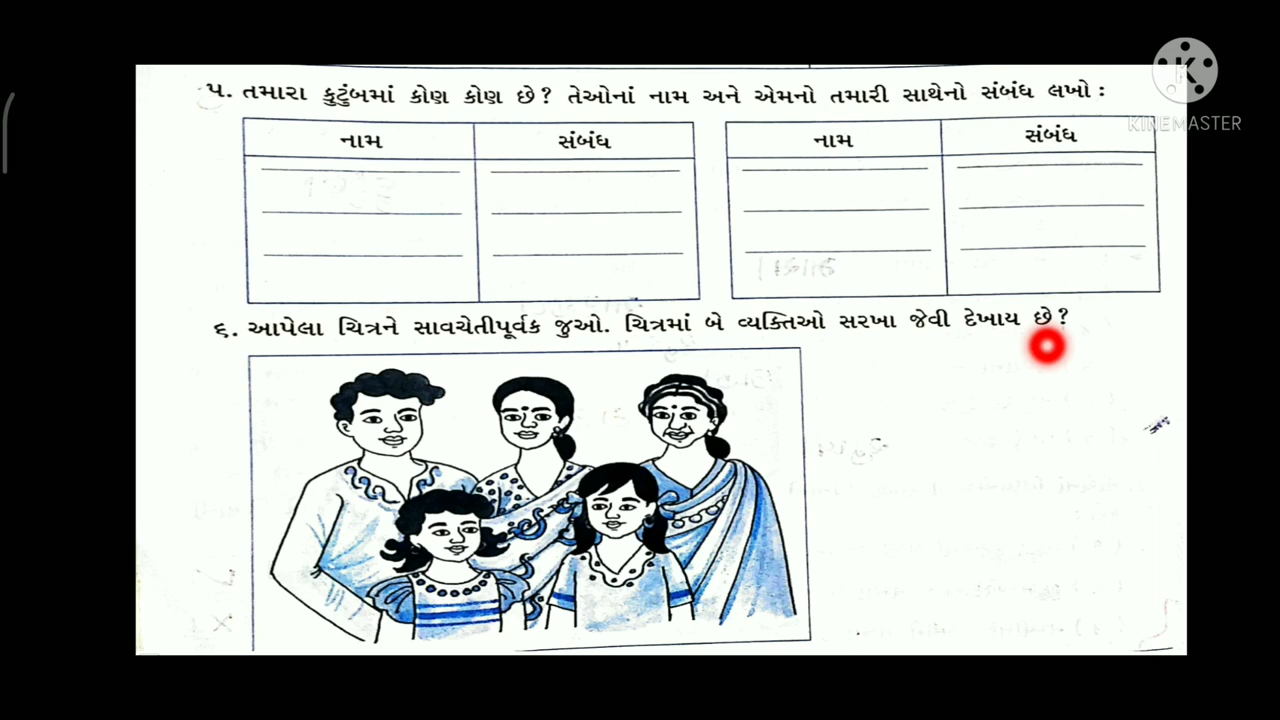 ૫. તમારા કુટુંબમાં કોણ કોણ છે? તેઓનાં નામ અને એમનો તમારી સાથેનો સંબંધ લખો :
નામ સંબંધ નામ સંબંધ
૬. આપેલા ચિત્રને સાવચેતીપૂર્વક જુઓ. ચિત્રમાં બે વ્યક્તિઓ સરખા જેવી દેખાય છે?
K
KINEMASTER